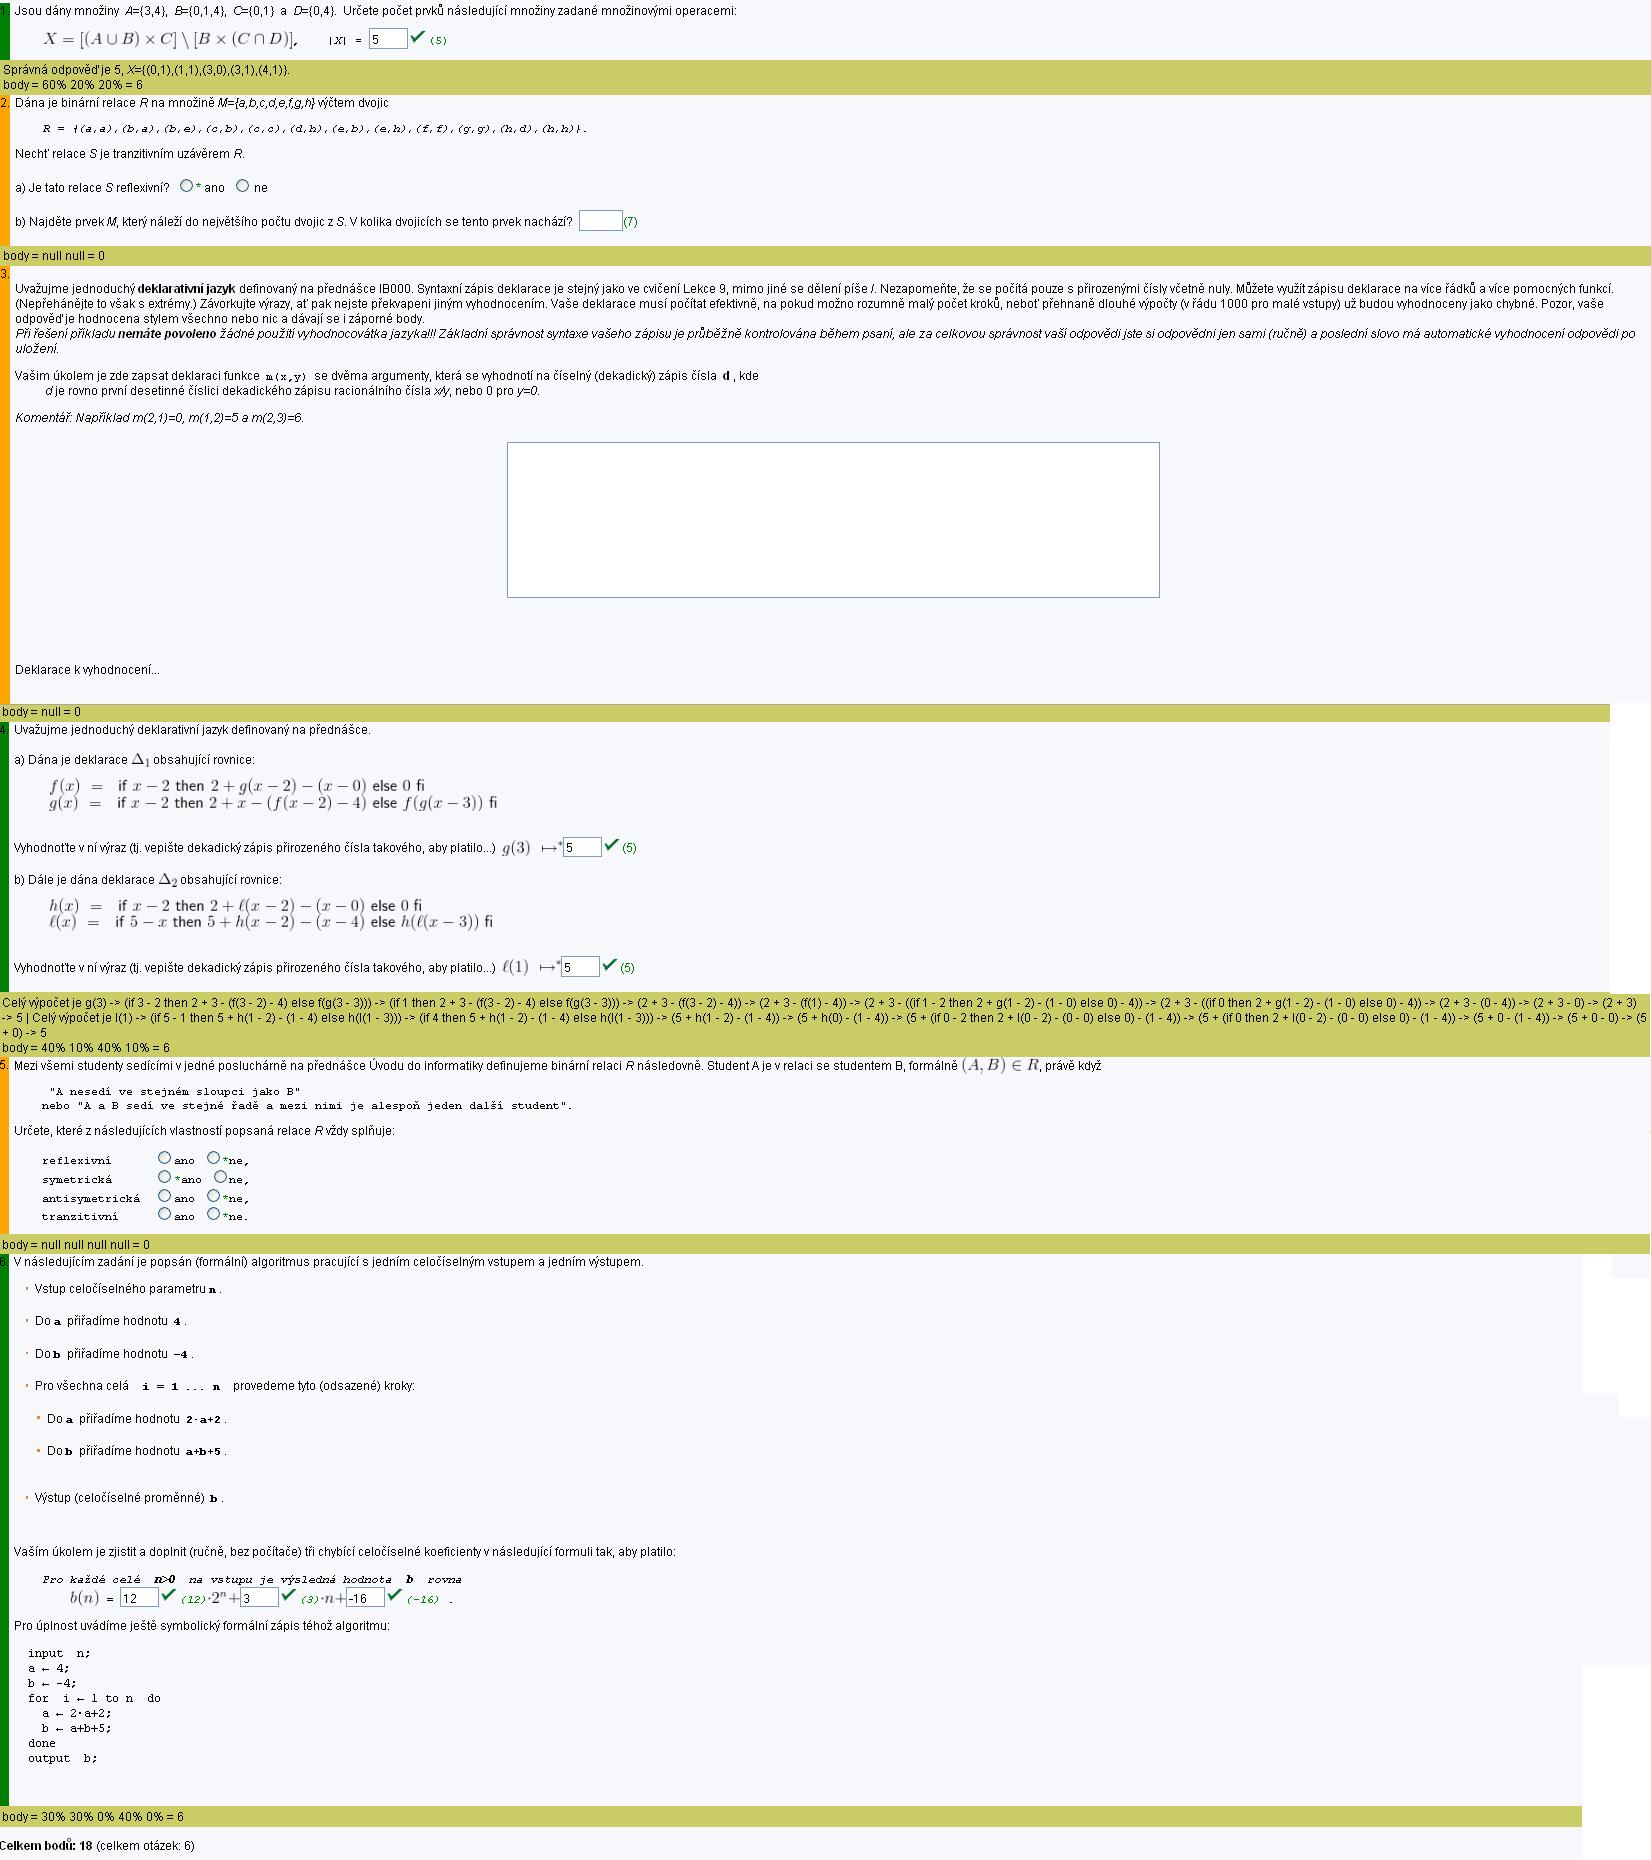 1. Jsou dány množiny A={3,4}, B={0,1,4}, C={0,1} a D={0,4}. Určete počet prvků následující množiny zadané množinovými operacemi:
X = [(A ∪ B) × C] \ [B × (C ∩ D)], |X| = 5 (5)
Správná odpověď je 5, X={(0,1),(1,1),(3,0),(3,1),(4,1)}.
body = 60% 20% 20% = 6
2. Dána je binární relace R na množině M={a,b,c,d,e,f,g,h} výčtem dvojic
R = {(a,a),(b,a),(b,e),(c,b),(c,c),(d,h),(e,b),(e,h),(f,f),(g,g),(h,d),(h,h)}.
Nechť relace S je tranzitivním uzávěrem R.
a) Je tato relace S reflexivní? * ano ne
b) Najděte prvek M, který náleží do největšího počtu dvojic z S. V kolika dvojicích se tento prvek nachází? (7)
body = null null = 0
3.
Uvažujme jednoduchý deklarativní jazyk definovaný na přednášce IB000. Syntaxní zápis deklarace je stejný jako ve cvičení Lekce 9, mimo jiné se dělení píše /. Nezapomeňte, že se počítá pouze s přirozenými čísly včetně nuly. Můžete využít zápisu deklarace na více řádků a více pomocných funkcí.
(Nepřehánějte to však s extrémy.) Závorkujte výrazy, ať pak nejste překvapeni jiným vyhodnocením. Vaše deklarace musí počítat efektivně, na pokud možno rozumně malý počet kroků, neboť přehnaně dlouhé výpočty (v řádu 1000 pro malé vstupy) už budou vyhodnoceny jako chybné. Pozor, vaše
odpověď je hodnocena stylem všechno nebo nic a dávají se i záporné body.
Při řešení příkladu nemáte povoleno žádné použití vyhodnocovátka jazyka!!! Základní správnost syntaxe vašeho zápisu je průběžně kontrolována během psaní, ale za celkovou správnost vaší odpovědi jste si odpovědni jen sami (ručně) a poslední slovo má automatické vyhodnocení odpovědi po
uložení.
Vašim úkolem je zde zapsat deklaraci funkce m(x,y) se dvěma argumenty, která se vyhodnotí na číselný (dekadický) zápis čísla d , kde
d je rovno první desetinné číslici dekadického zápisu racionálního čísla x/y, nebo 0 pro y=0.
Komentář: Například m(2,1)=0, m(1,2)=5 a m(2,3)=6.
Deklarace k vyhodnocení...
body = null = 0
4. Uvažujme jednoduchý deklarativní jazyk definovaný na přednášce.
a) Dána je deklarace Δ₁ obsahující rovnice:
f(x) = if x − 2 then 2 + g(x − 2) − (x − 0) else 0 fi
g(x) = if x − 2 then 2 + x − (f(x − 2) − 4) else f(g(x − 3)) fi
Vyhodnoťte v ní výraz (tj. vepište dekadický zápis přirozeného čísla takového, aby platilo...) g(3) ↦* 5 (5)
b) Dále je dána deklarace Δ₂ obsahující rovnice:
h(x) = if x − 2 then 2 + ℓ(x − 2) − (x − 0) else 0 fi
ℓ(x) = if 5 − x then 5 + h(x − 2) − (x − 4) else h(ℓ(x − 3)) fi
Vyhodnoťte v ní výraz (tj. vepište dekadický zápis přirozeného čísla takového, aby platilo...) ℓ(1) ↦* 5 (5)
Celý výpočet je g(3) -> (if 3 - 2 then 2 + 3 - (f(3 - 2) - 4) else f(g(3 - 3))) -> (if 1 then 2 + 3 - (f(3 - 2) - 4) else f(g(3 - 3))) -> (2 + 3 - (f(3 - 2) - 4)) -> (2 + 3 - (f(1) - 4)) -> (2 + 3 - ((if 1 - 2 then 2 + g(1 - 2) - (1 - 0) else 0) - 4)) -> (2 + 3 - ((if 0 then 2 + g(1 - 2) - (1 - 0) else 0) - 4)) -> (2 + 3 - (0 - 4)) -> (2 + 3 - 0) -> (2 + 3)
-> 5 | Celý výpočet je l(1) -> (if 5 - 1 then 5 + h(1 - 2) - (1 - 4) else h(l(1 - 3))) -> (if 4 then 5 + h(1 - 2) - (1 - 4) else h(l(1 - 3))) -> (5 + h(1 - 2) - (1 - 4)) -> (5 + h(0) - (1 - 4)) -> (5 + (if 0 - 2 then 2 + l(0 - 2) - (0 - 0) else 0) - (1 - 4)) -> (5 + (if 0 then 2 + l(0 - 2) - (0 - 0) else 0) - (1 - 4)) -> (5 + 0 - (1 - 4)) -> (5 + 0 - 0) -> (5
+ 0) -> 5
body = 40% 10% 40% 10% = 6
5. Mezi všemi studenty sedícími v jedné posluchárně na přednášce Úvodu do informatiky definujeme binární relaci R následovně. Student A je v relaci se studentem B, formálně (A, B) ∈ R, právě když
"A nesedí ve stejném sloupci jako B"
nebo "A a B sedí ve stejné řadě a mezi nimi je alespoň jeden další student".
Určete, které z následujících vlastností popsaná relace R vždy splňuje:
reflexivní ano *ne,
symetrická *ano ne,
antisymetrická ano *ne,
tranzitivní ano *ne.
body = null null null null = 0
6. V následujícím zadání je popsán (formální) algoritmus pracující s jedním celočíselným vstupem a jedním výstupem.
• Vstup celočíselného parametru n .
• Do a přiřadíme hodnotu 4 .
• Do b přiřadíme hodnotu -4 .
• Pro všechna celá i = 1 ... n provedeme tyto (odsazené) kroky:
• Do a přiřadíme hodnotu 2·a+2 .
• Do b přiřadíme hodnotu a+b+5 .
• Výstup (celočíselné proměnné) b .
Vaším úkolem je zjistit a doplnit (ručně, bez počítače) tři chybící celočíselné koeficienty v následující formuli tak, aby platilo:
Pro každé celé n>0 na vstupu je výsledná hodnota b rovna
b(n) = 12 (12)·2ⁿ+ 3 (3)·n+ -16 (-16) .
Pro úplnost uvádíme ještě symbolický formální zápis téhož algoritmu:
input n;
a ← 4;
b ← -4;
for i ← 1 to n do
a ← 2·a+2;
b ← a+b+5;
done
output b;
body = 30% 30% 0% 40% 0% = 6
Celkem bodů: 18 (celkem otázek: 6)